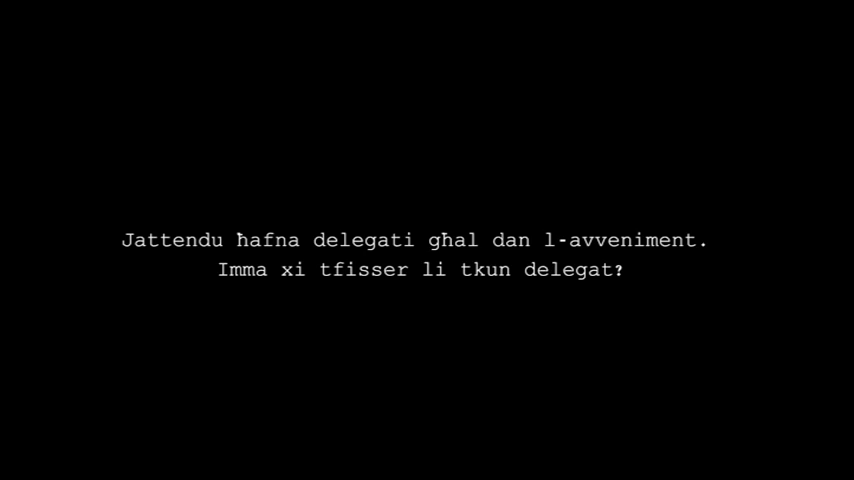 Jattendu ħafna delegati għal dan l-avveniment.
Imma xi tfisser li tkun delegat?